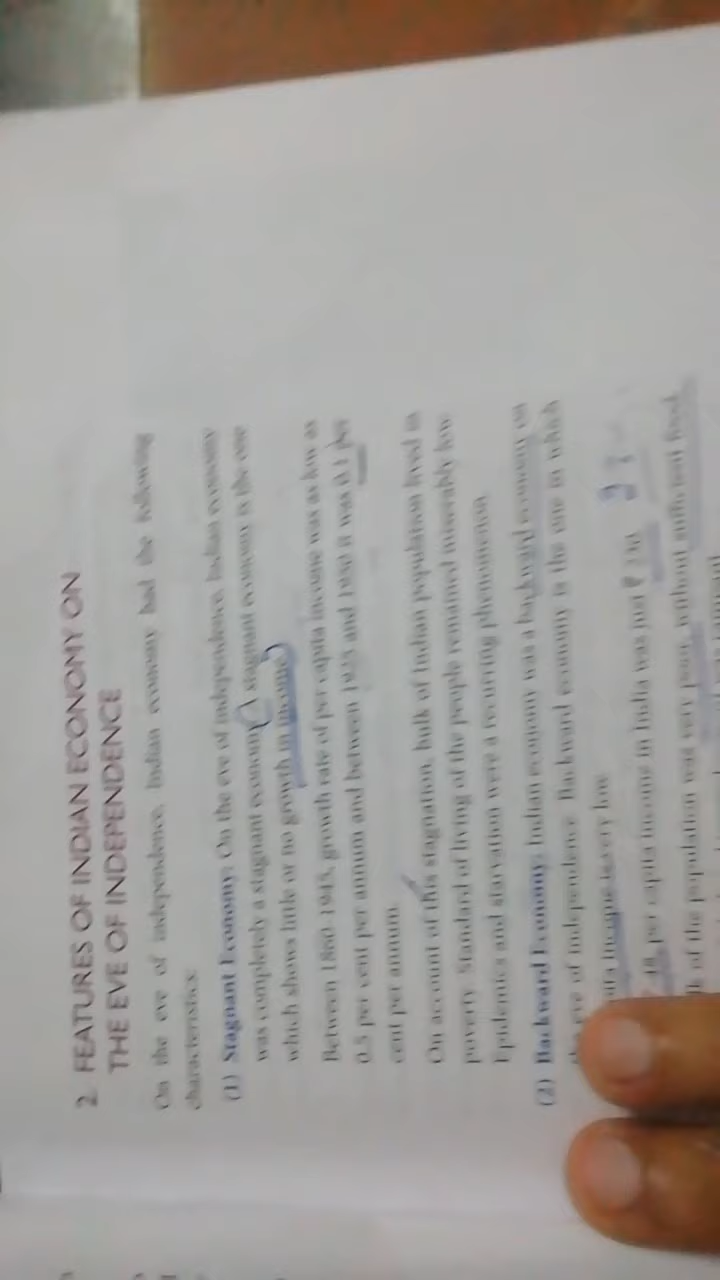 2. FEATURES OF INDIAN ECONOMY ON
THE EVE OF INDEPENDENCE
On the eve of independence, Indian economy had the following
characteristics:
(1) Stagnant Economy: On the eve of independence, Indian economy
was completely a stagnant economy. A stagnant economy is the one
which shows little or no growth in income.
Between 1860-1945, growth rate of per capita income was as low as
0.5 per cent per annum and between 1925 and 1950 it was 0.1 per
cent per annum.
On account of this stagnation, bulk of Indian population lived in
poverty. Standard of living of the people remained miserably low.
Epidemics and starvation were a recurring phenomenon.
(2) Backward Economy: Indian economy was a backward economy on
eve of independence. Backward economy is the one in which
income is very low.
48, per capita income in India was just ₹
of the population was very poor, without sufficient food,